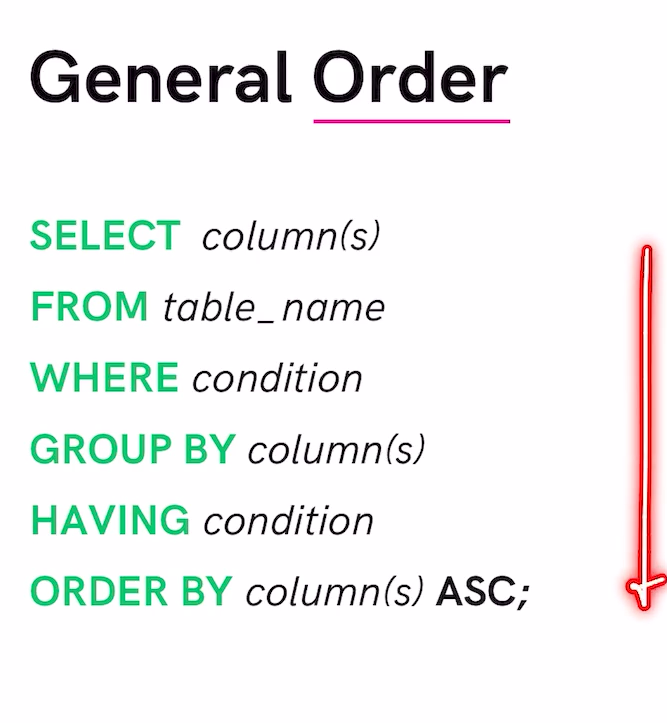 General Order
SELECT column(s)
FROM table_name
WHERE condition
GROUP BY column(s)
HAVING condition
ORDER BY column(s) ASC;